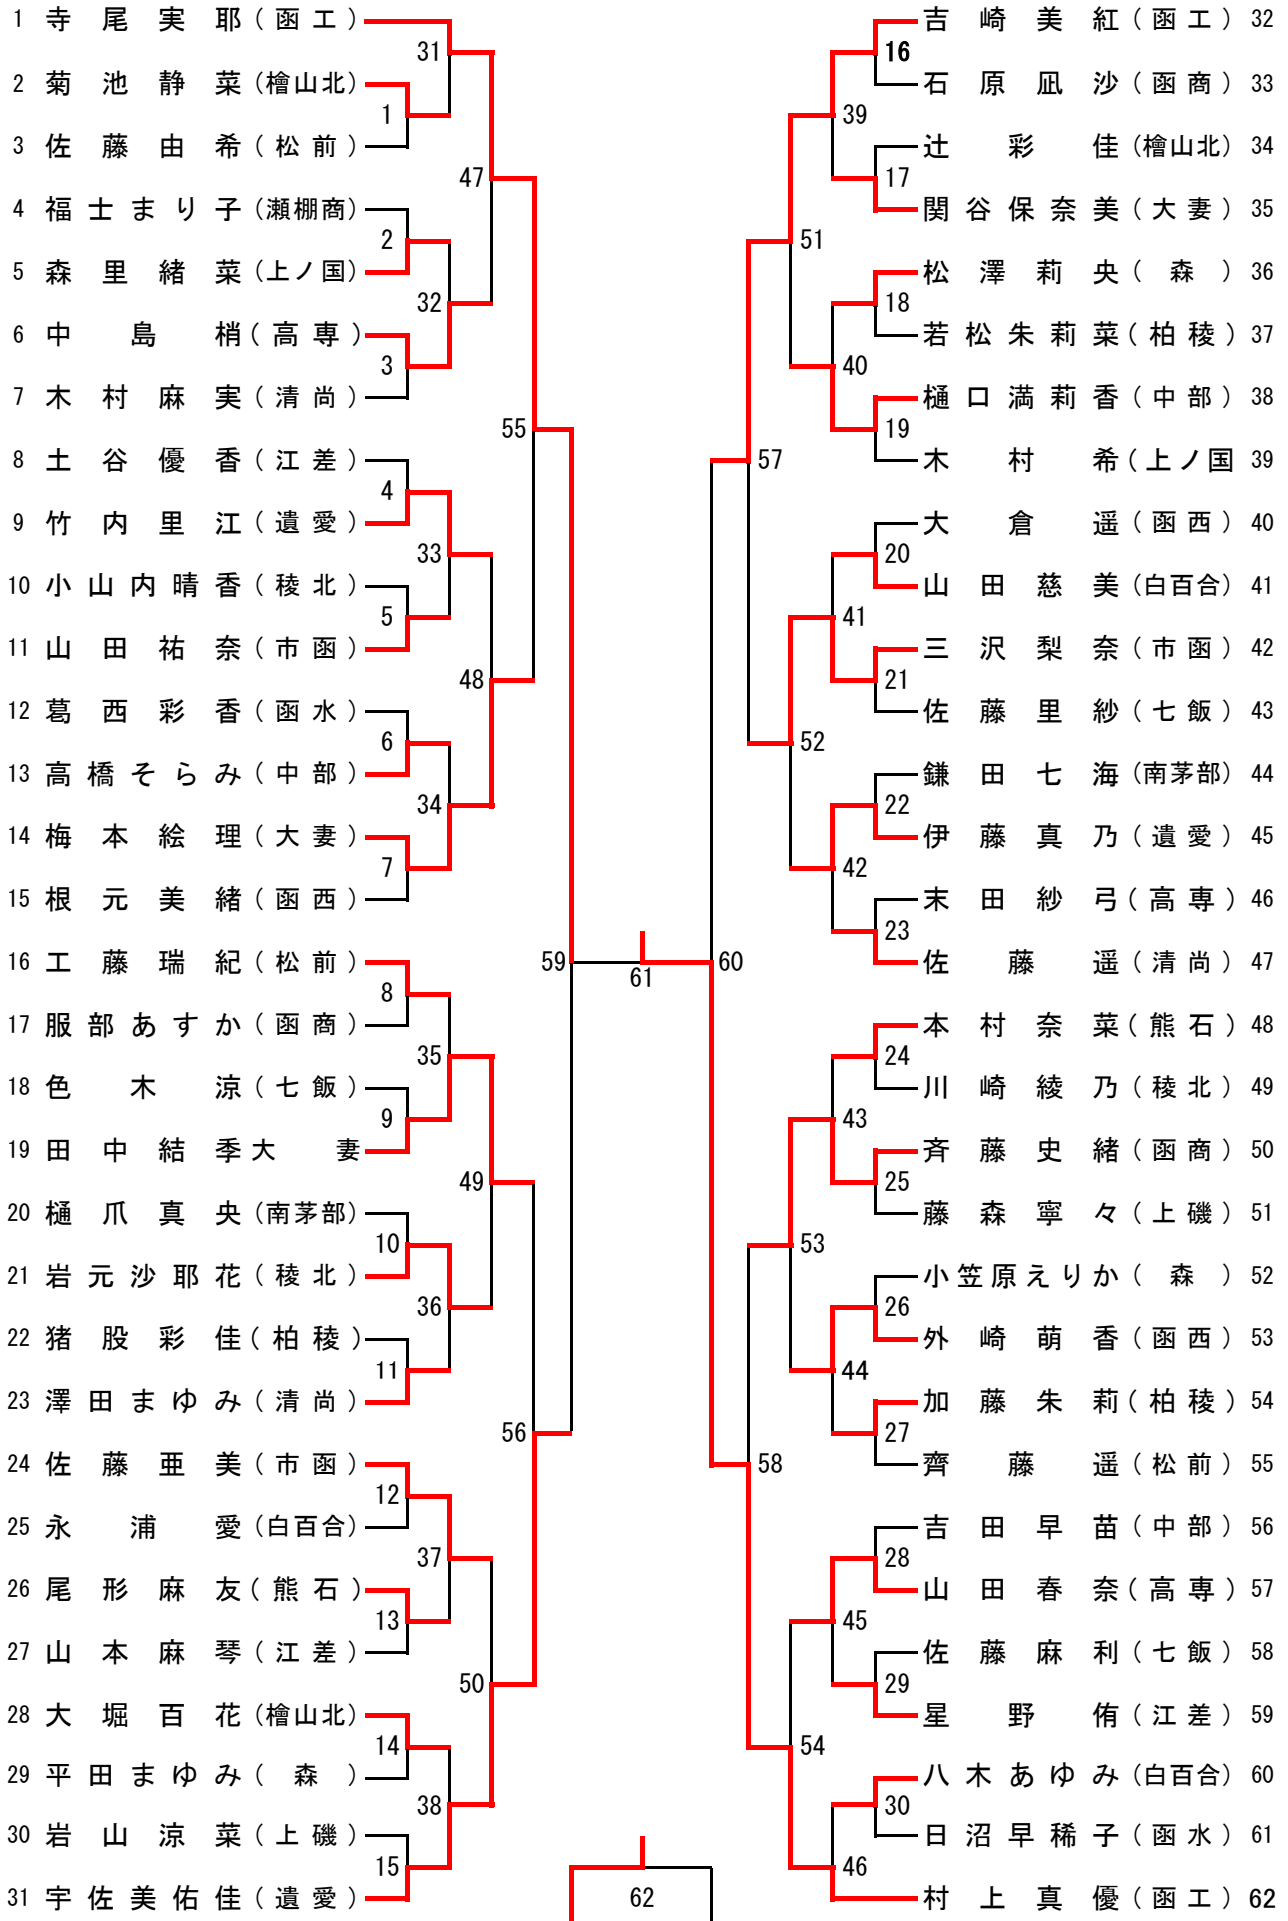 1 寺尾実耶(函工)
2 菊池静菜(檜山北)
3 佐藤由希(松前)
4 福士まり子(瀬棚商)
5 森里緒菜(上ノ国)
6 中島梢(高専)
7 木村麻実(清尚)
8 土谷優香(江差)
9 竹内里江(遺愛)
10 小山内晴香(稜北)
11 山田祐奈(市函)
12 葛西彩香(函水)
13 高橋そらみ(中部)
14 梅本絵理(大妻)
15 根元美緒(函西)
16 工藤瑞紀(松前)
17 服部あすか(函商)
18 色木涼(七飯)
19 田中結季大妻
20 樋爪真央(南茅部)
21 岩元沙耶花(稜北)
22 猪股彩佳(柏稜)
23 澤田まゆみ(清尚)
24 佐藤亜美(市函)
25 永浦愛(白百合)
26 尾形麻友(熊石)
27 山本麻琴(江差)
28 大堀百花(檜山北)
29 平田まゆみ(森)
30 岩山涼菜(上磯)
31 宇佐美佑佳(遺愛)
1
2
3
4
5
6
7
8
9
10
11
12
13
14
15
31
32
33
34
35
36
37
38
47
48
49
50
55
56
59
61
62
60
57
58
51
52
53
54
39
40
41
42
43
44
45
46
16
17
18
19
20
21
22
23
24
25
26
27
28
29
30
吉崎美紅(函工) 32
石原凪沙(函商) 33
辻彩佳(檜山北) 34
関谷保奈美(大妻) 35
松澤莉央(森) 36
若松朱莉菜(柏稜) 37
樋口満莉香(中部) 38
木村希(上ノ国 39
大倉遥(函西) 40
山田慈美(白百合) 41
三沢梨奈(市函) 42
佐藤里紗(七飯) 43
鎌田七海(南茅部) 44
伊藤真乃(遺愛) 45
末田紗弓(高専) 46
佐藤遥(清尚) 47
本村奈菜(熊石) 48
川崎綾乃(稜北) 49
斉藤史緒(函商) 50
藤森寧々(上磯) 51
小笠原えりか(森) 52
外崎萌香(函西) 53
加藤朱莉(柏稜) 54
齊藤遥(松前) 55
吉田早苗(中部) 56
山田春奈(高専) 57
佐藤麻利(七飯) 58
星野侑(江差) 59
八木あゆみ(白百合) 60
日沼早稀子(函水) 61
村上真優(函工) 62